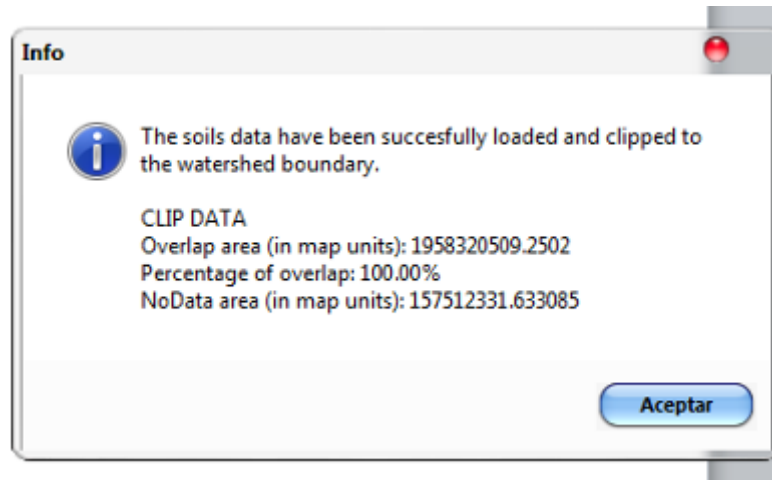 Info
The soils data have been succesfully loaded and clipped to
the watershed boundary.
CLIP DATA
Overlap area (in map units): 1958320509.2502
Percentage of overlap: 100.00%
NoData area (in map units): 157512331.633085
Aceptar